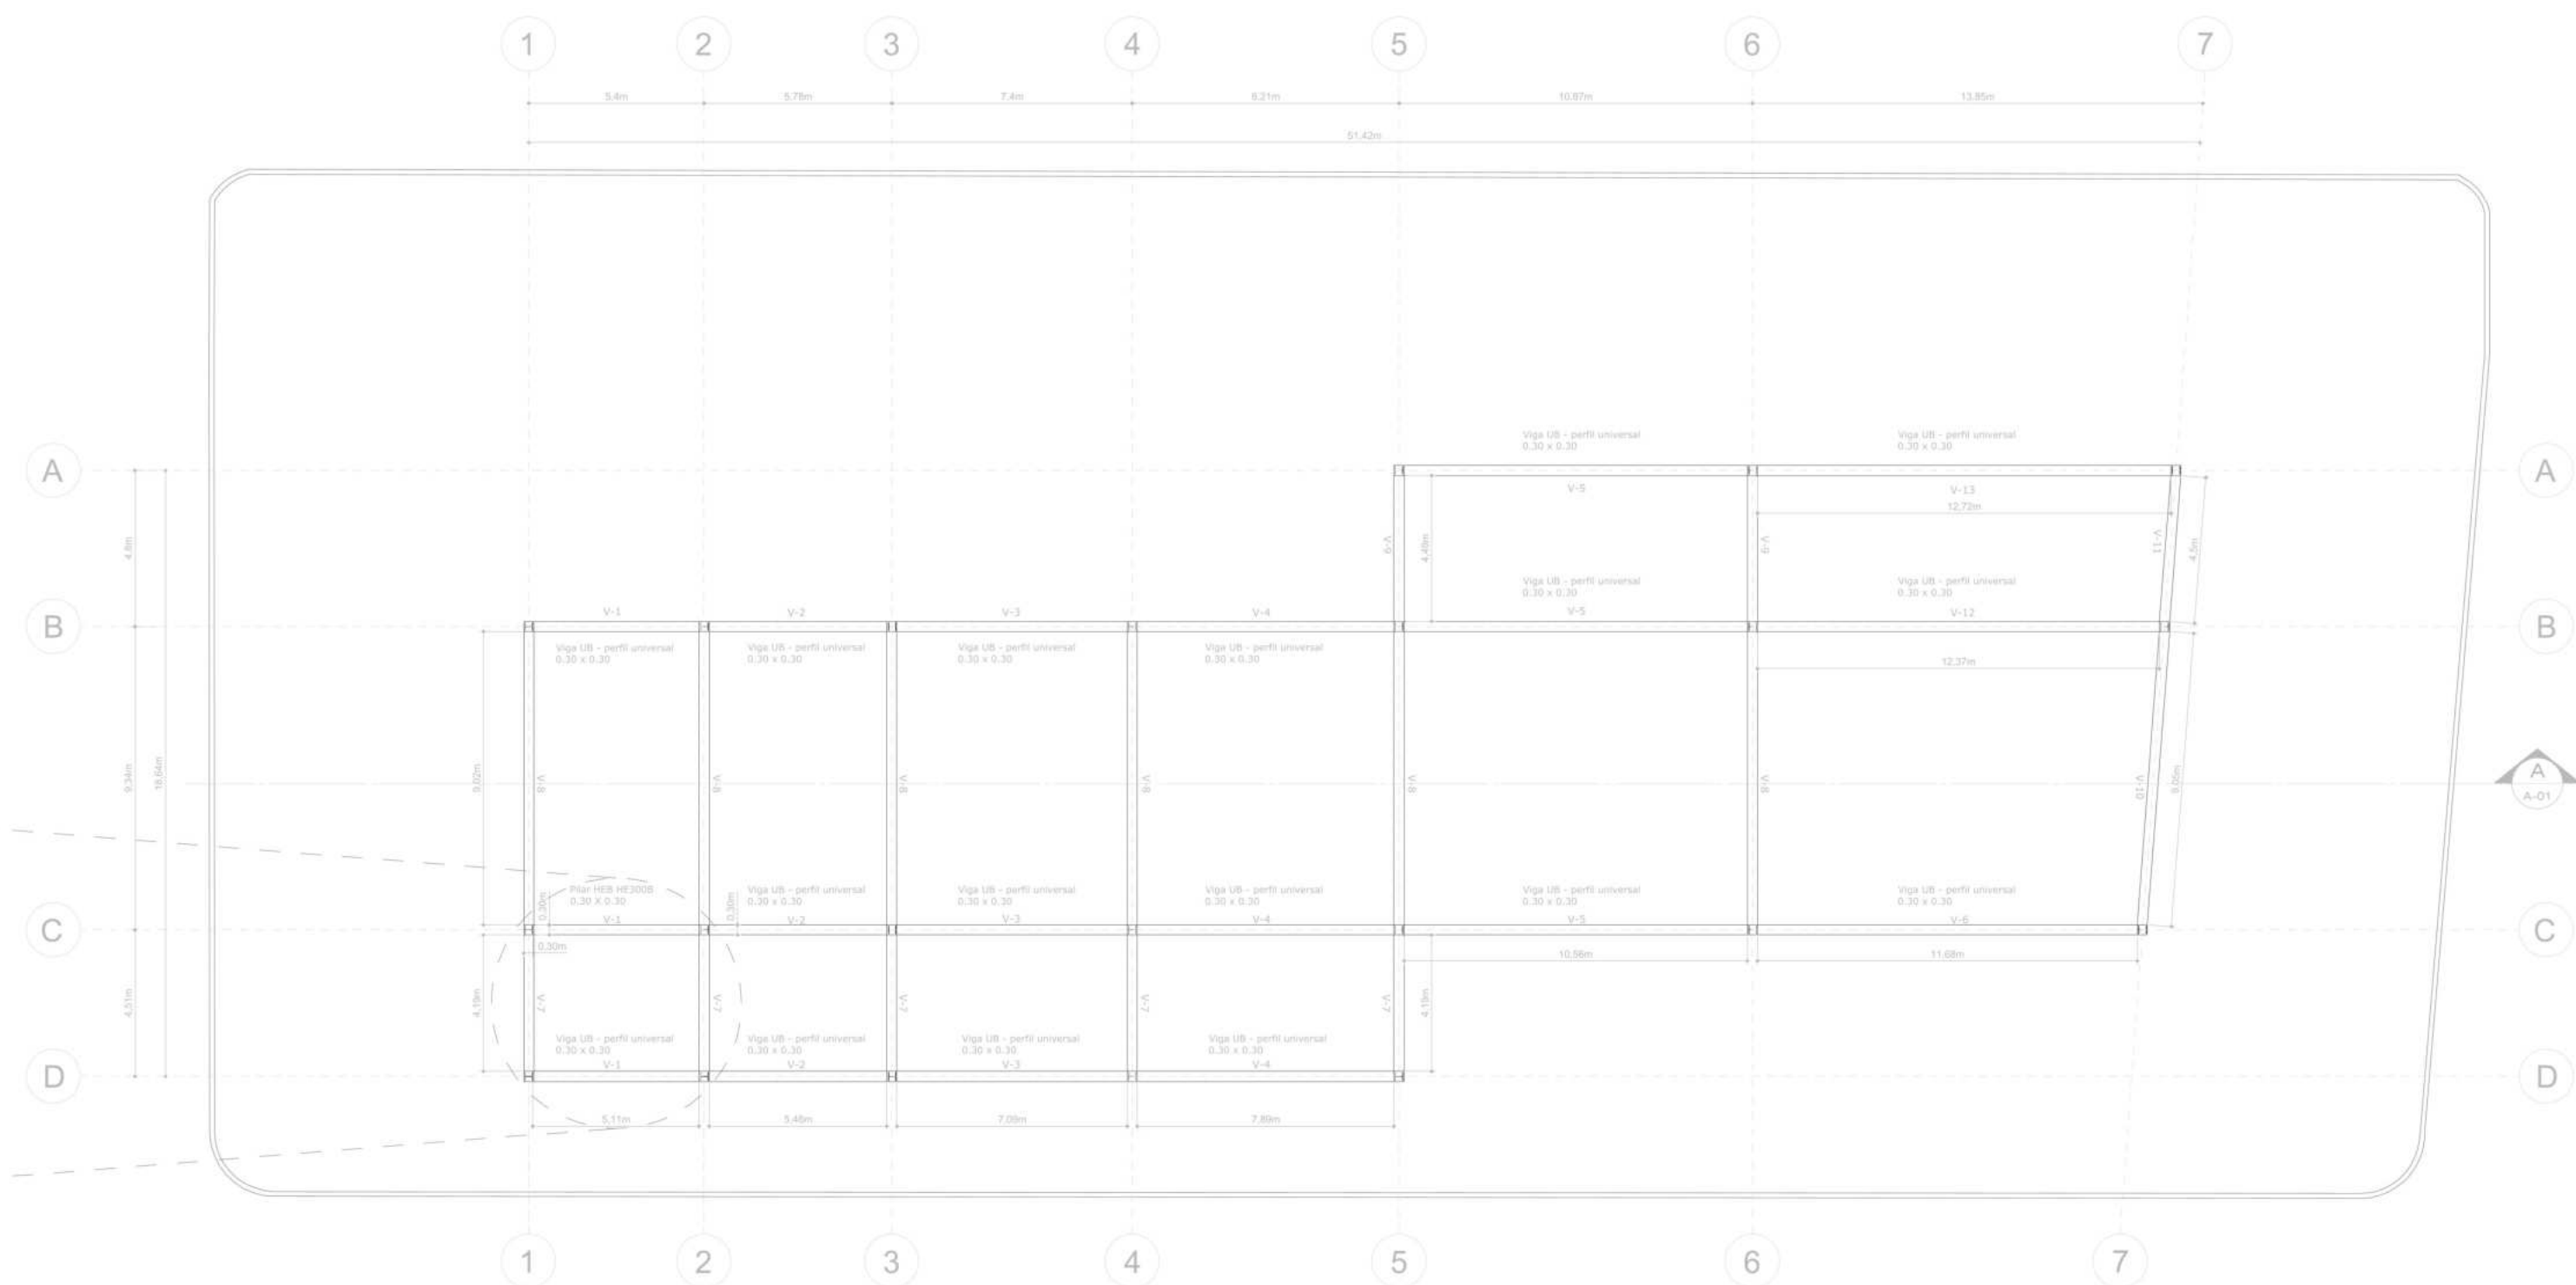 1 2 3 4 5 6 7
5,4m 5,78m 7,4m 8,21m 10,87m 13,85m
51,42m
Viga UB - perfil universal
0.30 x 0.30
Viga UB - perfil universal
0.30 x 0.30
A A
V-5 V-13
12,72m
4,8m V-9 4,48m V-9 V-11 4,5m
Viga UB - perfil universal
0.30 x 0.30
Viga UB - perfil universal
0.30 x 0.30
B V-1 V-2 V-3 V-4 V-5 V-12 B
Viga UB - perfil universal
0.30 x 0.30
Viga UB - perfil universal
0.30 x 0.30
Viga UB - perfil universal
0.30 x 0.30
Viga UB - perfil universal
0.30 x 0.30
12,37m
9,34m 18,64m 9,02m V-8 V-8 V-8 V-8 V-8 V-8 V-10 9,05m
A
A-01
Pilar HEB HE300B
0.30 X 0.30
Viga UB - perfil universal
0.30 x 0.30
Viga UB - perfil universal
0.30 x 0.30
Viga UB - perfil universal
0.30 x 0.30
Viga UB - perfil universal
0.30 x 0.30
Viga UB - perfil universal
0.30 x 0.30
0,30m 0,30m
C V-1 V-2 V-3 V-4 V-5 V-6 C
0,30m 10,56m 11,68m
4,51m 4,19m V-7 V-7 V-7 V-7 V-7 4,19m
Viga UB - perfil universal
0.30 x 0.30
Viga UB - perfil universal
0.30 x 0.30
Viga UB - perfil universal
0.30 x 0.30
Viga UB - perfil universal
0.30 x 0.30
D V-1 V-2 V-3 V-4 D
5,11m 5,48m 7,09m 7,89m
1 2 3 4 5 6 7